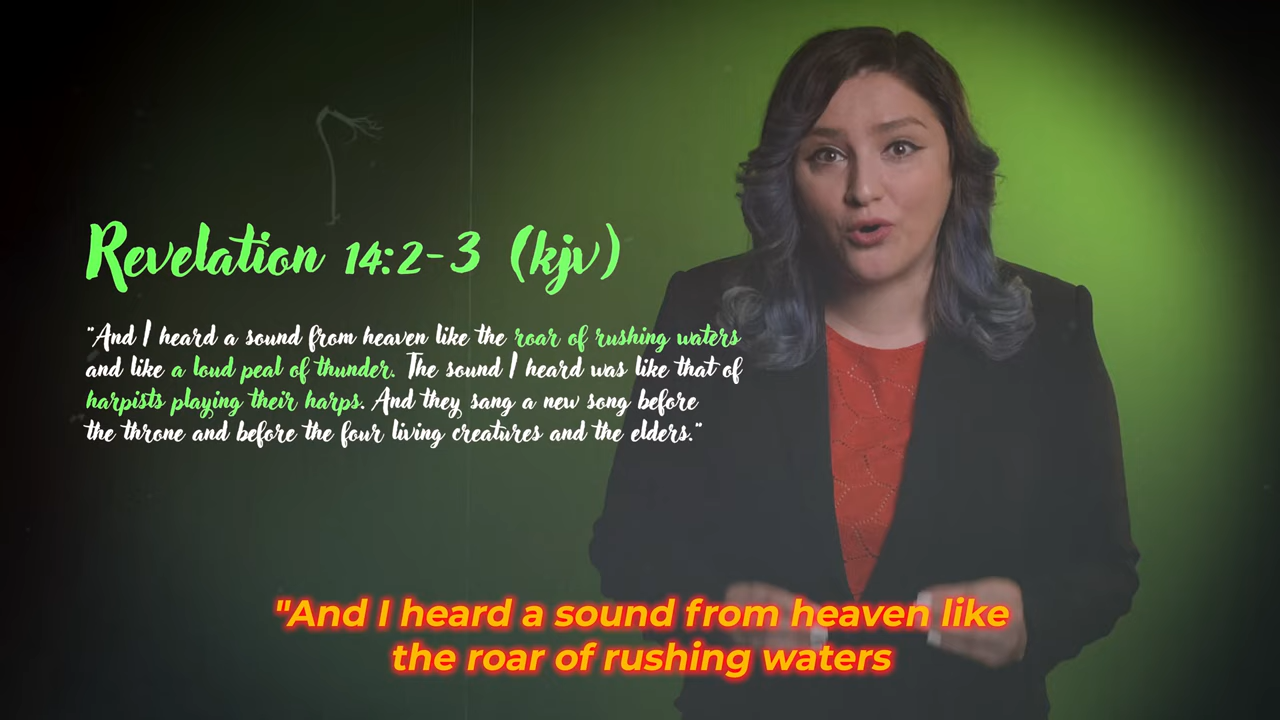 Revelation 14:2-3 (kjv)
"And I heard a sound from heaven like the roar of rushing waters
and like a loud peal of thunder. The sound I heard was like that of
harpists playing their harps. And they sang a new song before
the throne and before the four living creatures and the elders."
"And I heard a sound from heaven like
the roar of rushing waters